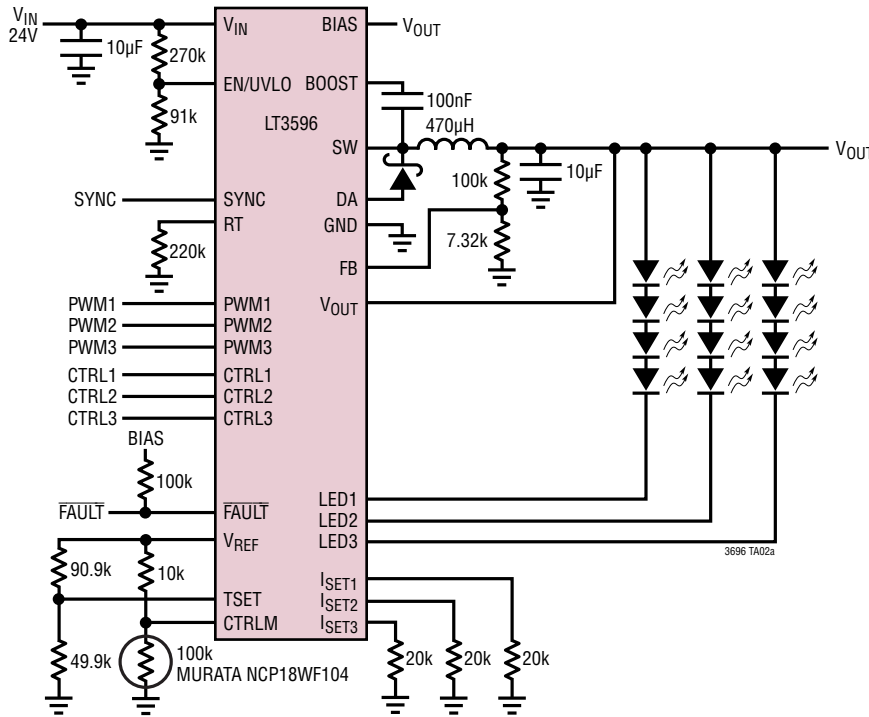 VIN
24V
10µF
270k
91k
VIN
EN/UVLO
LT3596
BIAS
VOUT
BOOST
100nF
470µH
SW
VOUT
100k
10µF
DA
GND
7.32k
FB
VOUT
SYNC
SYNC
RT
220k
PWM1
PWM1
PWM2
PWM2
PWM3
PWM3
CTRL1
CTRL1
CTRL2
CTRL2
CTRL3
CTRL3
BIAS
100k
FAULT
FAULT
VREF
90.9k
10k
TSET
CTRLM
49.9k
100k
MURATA NCP18WF104
LED1
LED2
LED3
3696 TA02a
ISET1
ISET2
ISET3
20k
20k
20k